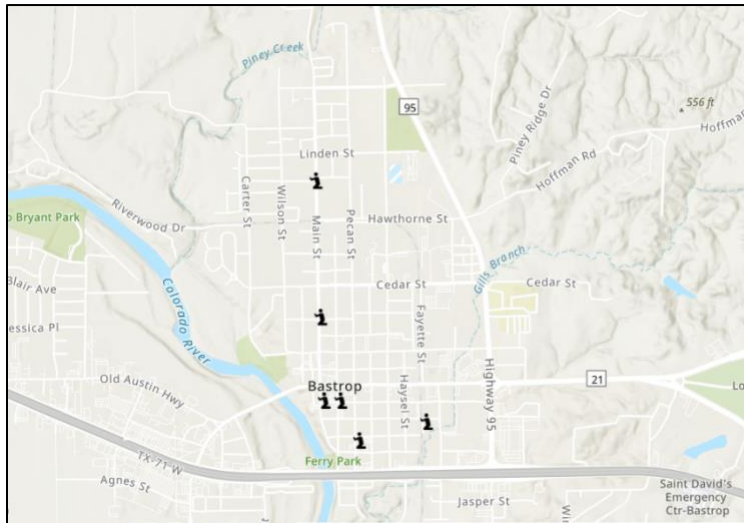 Piney Creek
95
556 ft
Piney Ridge Dr
Hoffman
Hoffman Rd
Linden St
Carter St
Wilson St
Main St
Pecan St
o Bryant Park
Riverwood Dr
Hawthorne St
Blair Ave
Colorado River
Cedar St
Gills Branch
Cedar St
essica Pl
Fayette St
Highway 95
Old Austin Hwy
Bastrop
Haysel St
21
Lo
TX-71 W
Ferry Park
Agnes St
Jasper St
Wi
Saint David's
Emergency
Ctr-Bastrop